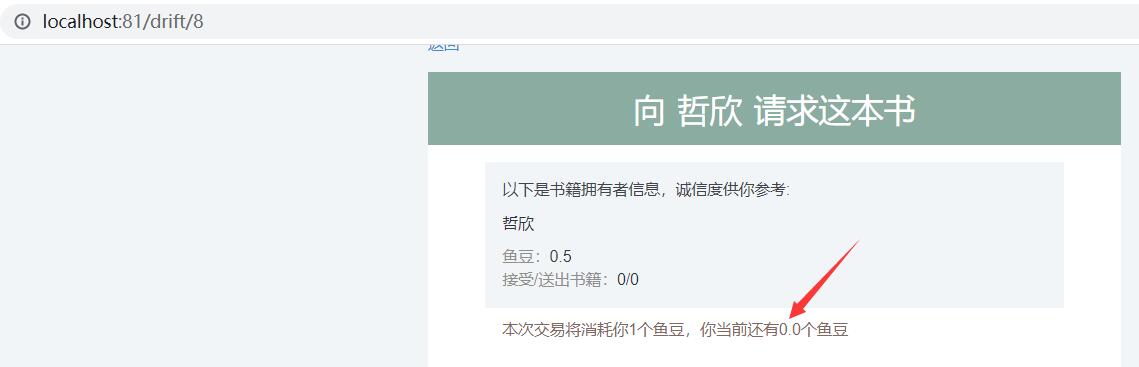 localhost:81/drift/8
返回
向 哲欣 请求这本书
以下是书籍拥有者信息，诚信度供你参考:
哲欣
鱼豆：0.5
接受/送出书籍：0/0
本次交易将消耗你1个鱼豆，你当前还有0.0个鱼豆